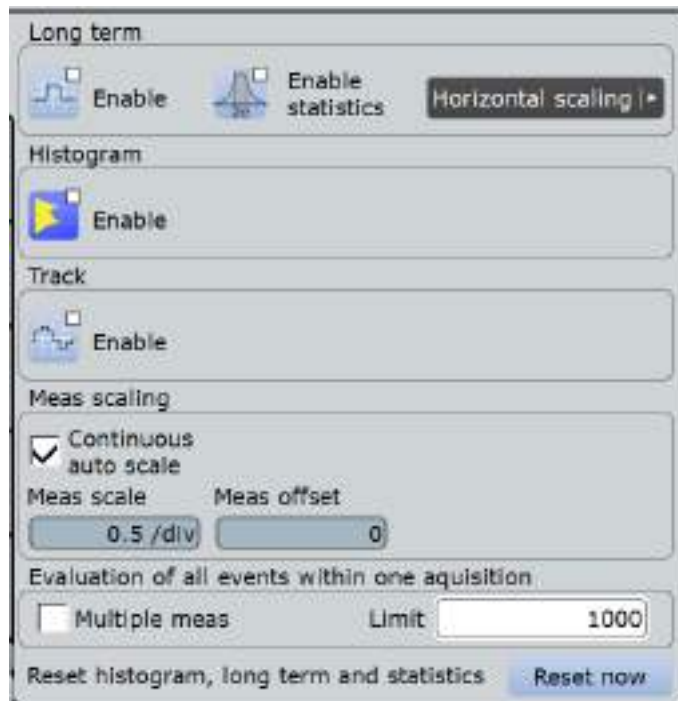 Long term
Enable
Enable
statistics
Horizontal scaling
Histogram
Enable
Track
Enable
Meas scaling
Continuous
auto scale
Meas scale Meas offset
0.5 /div 0
Evaluation of all events within one aquisition
Multiple meas Limit 1000
Reset histogram, long term and statistics Reset now